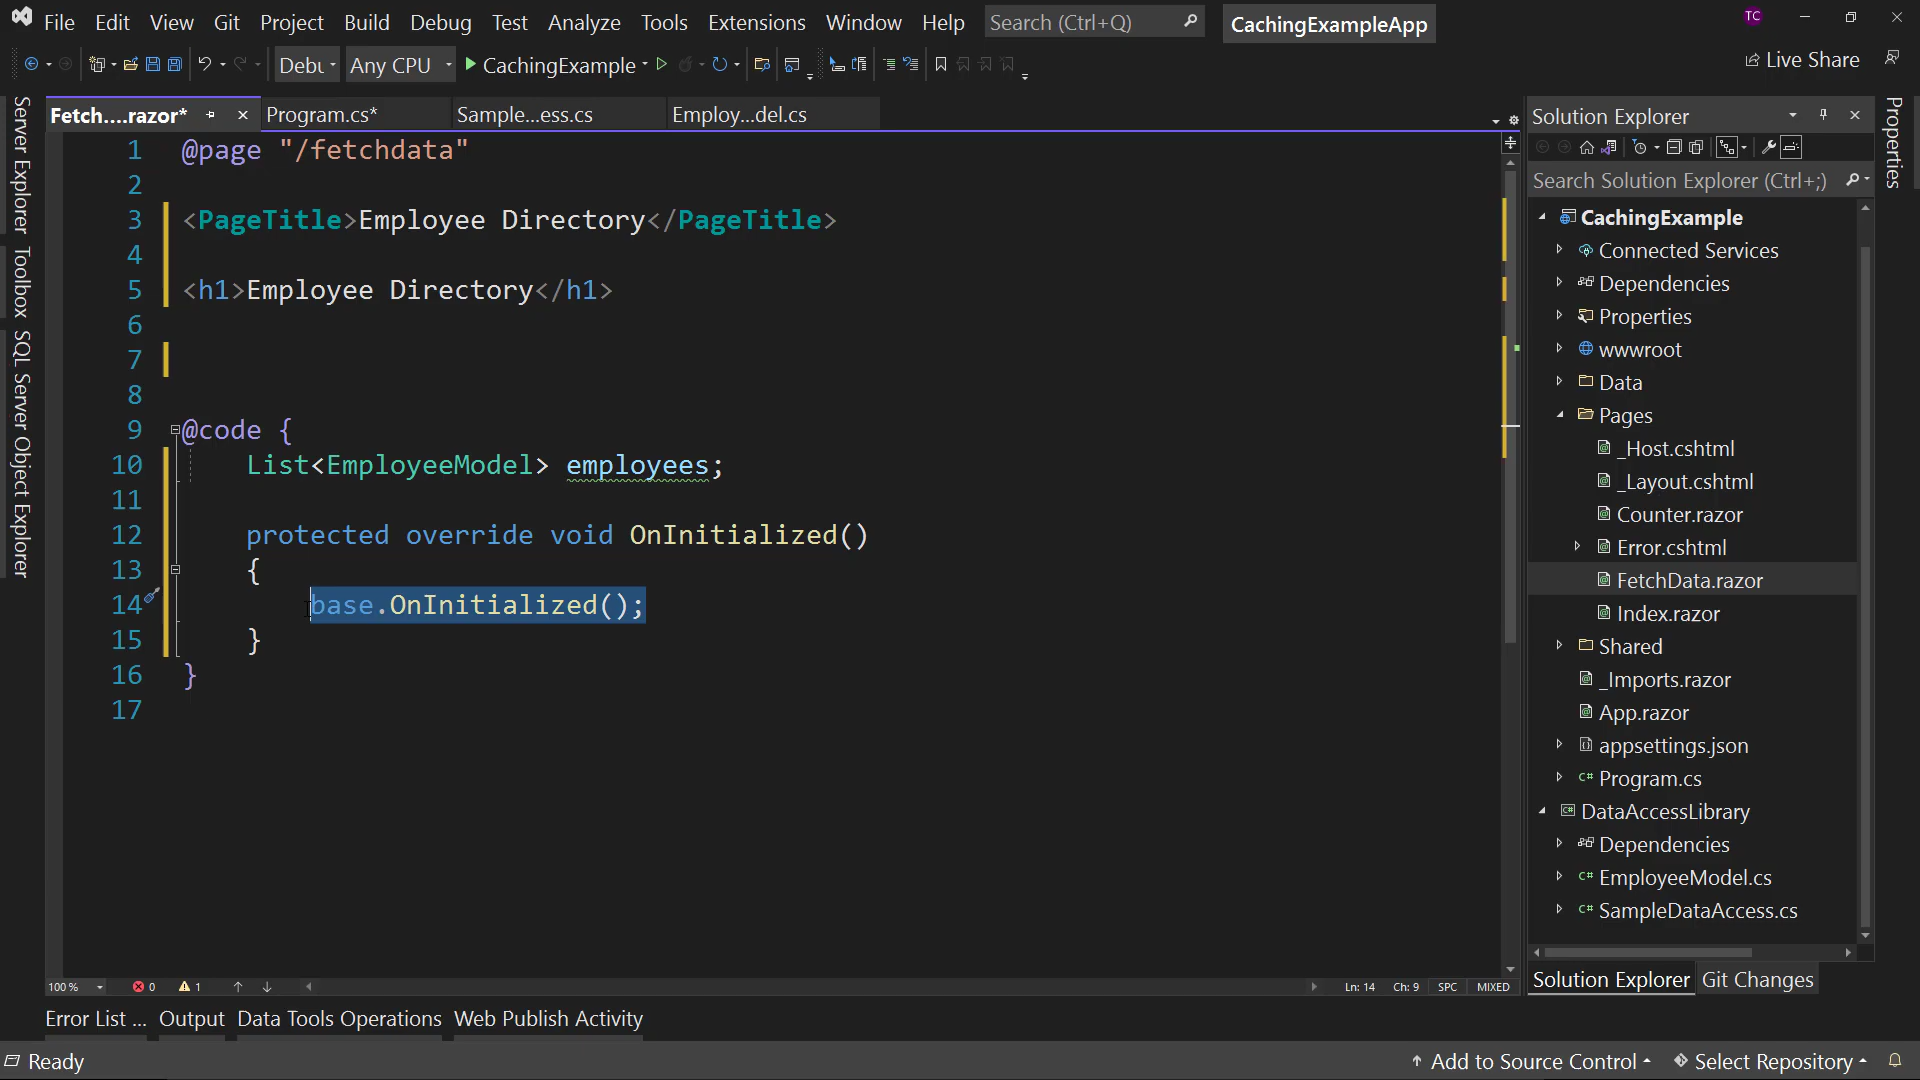 File Edit View Git Project Build Debug Test Analyze Tools Extensions Window Help Search (Ctrl+Q) CachingExampleApp TC
Debu Any CPU CachingExample Live Share
Fetch....razor* Program.cs* Sample...ess.cs Employ...del.cs
1 @page "/fetchdata"
2
3 <PageTitle>Employee Directory</PageTitle>
4
5 <h1>Employee Directory</h1>
6
7
8
9 @code {
10 List<EmployeeModel> employees;
11
12 protected override void OnInitialized()
13 {
14 base.OnInitialized();
15 }
16 }
17
100 % 0 1 Ln: 14 Ch: 9 SPC MIXED
Error List ... Output Data Tools Operations Web Publish Activity
Ready Add to Source Control Select Repository
Server Explorer
Toolbox
SQL Server Object Explorer
Solution Explorer
Search Solution Explorer (Ctrl+;)
CachingExample
Connected Services
Dependencies
Properties
wwwroot
Data
Pages
_Host.cshtml
_Layout.cshtml
Counter.razor
Error.cshtml
FetchData.razor
Index.razor
Shared
_Imports.razor
App.razor
appsettings.json
C# Program.cs
DataAccessLibrary
Dependencies
C# EmployeeModel.cs
C# SampleDataAccess.cs
Solution Explorer Git Changes
Properties